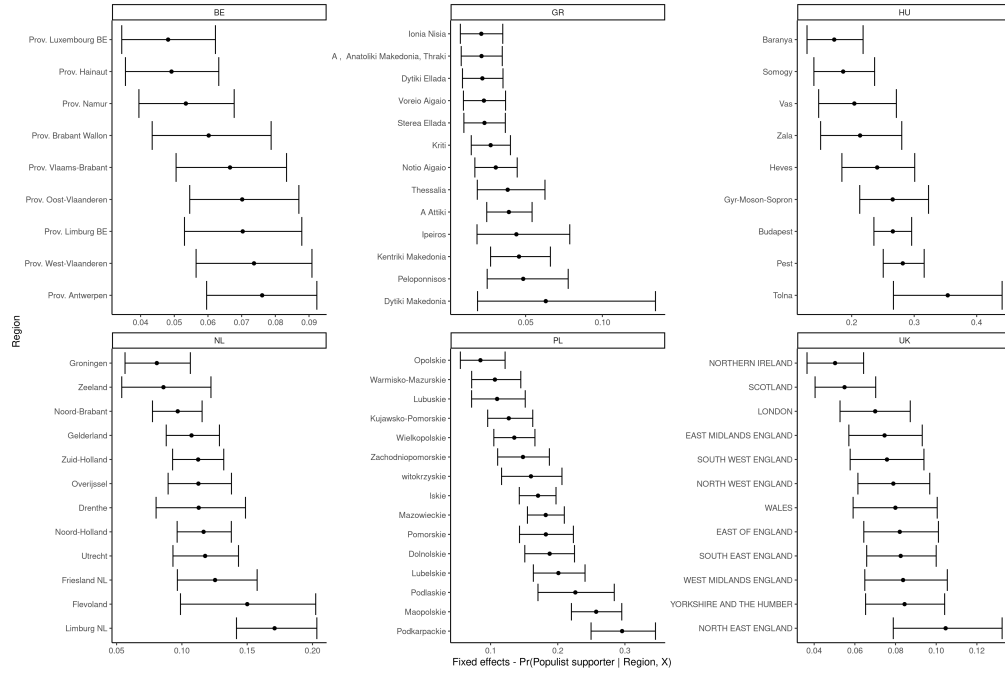 BE
Prov. Luxembourg BE
Prov. Hainaut
Prov. Namur
Prov. Brabant Wallon
Prov. Vlaams-Brabant
Prov. Oost-Vlaanderen
Prov. Limburg BE
Prov. West-Vlaanderen
Prov. Antwerpen
0.04 0.05 0.06 0.07 0.08 0.09
GR
Ionia Nisia
A , Anatoliki Makedonia, Thraki
Dytiki Ellada
Voreio Aigaio
Sterea Ellada
Kriti
Notio Aigaio
Thessalia
A Attiki
Ipeiros
Kentriki Makedonia
Peloponnisos
Dytiki Makedonia
0.05 0.10
HU
Baranya
Somogy
Vas
Zala
Heves
Gyr-Moson-Sopron
Budapest
Pest
Tolna
0.2 0.3 0.4
Region
NL
Groningen
Zeeland
Noord-Brabant
Gelderland
Zuid-Holland
Overijssel
Drenthe
Noord-Holland
Utrecht
Friesland NL
Flevoland
Limburg NL
0.05 0.10 0.15 0.20
PL
Opolskie
Warmisko-Mazurskie
Lubuskie
Kujawsko-Pomorskie
Wielkopolskie
Zachodniopomorskie
witokrzyskie
lskie
Mazowieckie
Pomorskie
Dolnolskie
Lubelskie
Podlaskie
Maopolskie
Podkarpackie
0.1 0.2 0.3
UK
NORTHERN IRELAND
SCOTLAND
LONDON
EAST MIDLANDS ENGLAND
SOUTH WEST ENGLAND
NORTH WEST ENGLAND
WALES
EAST OF ENGLAND
SOUTH EAST ENGLAND
WEST MIDLANDS ENGLAND
YORKSHIRE AND THE HUMBER
NORTH EAST ENGLAND
0.04 0.06 0.08 0.10 0.12
Fixed effects - Pr(Populist supporter | Region, X)